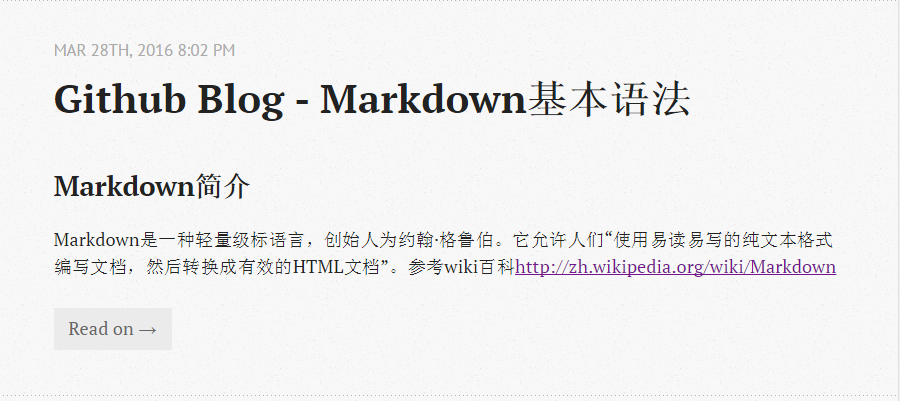 MAR 28TH, 2016 8:02 PM
Github Blog - Markdown基本语法
Markdown简介
Markdown是一种轻量级标语言，创始人为约翰·格鲁伯。它允许人们“使用易读易写的纯文本格式
编写文档，然后转换成有效的HTML文档”。参考wiki百科http://zh.wikipedia.org/wiki/Markdown
Read on →